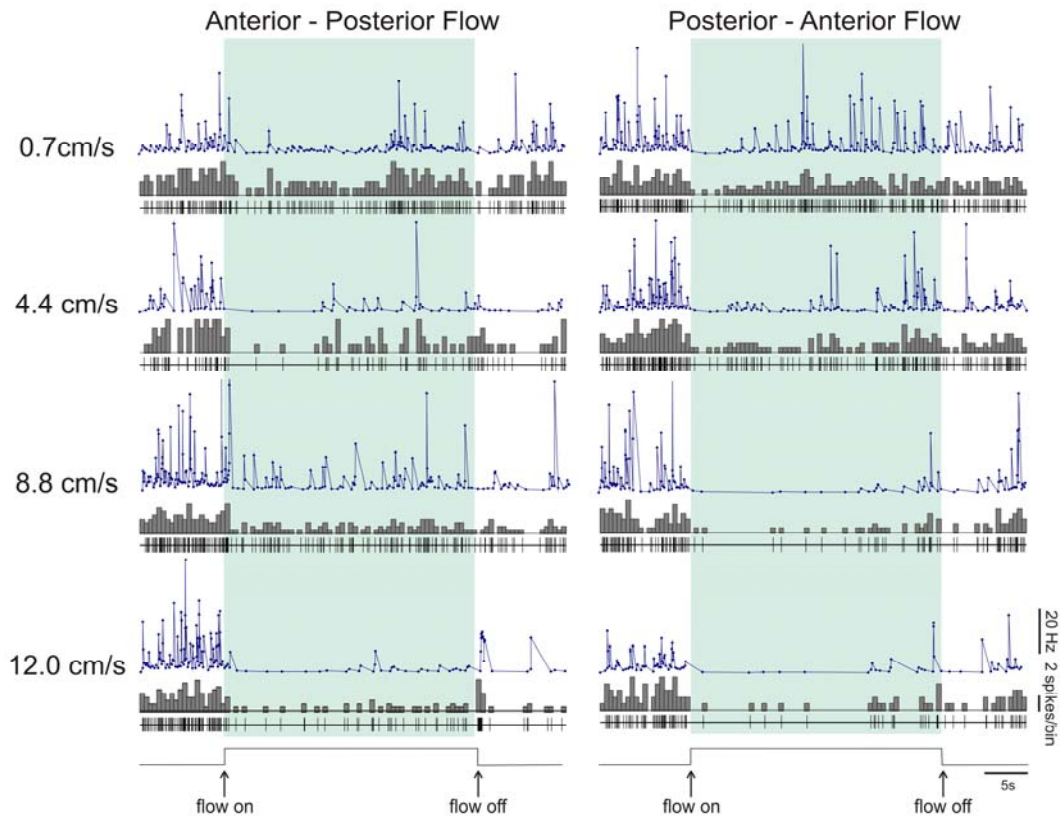 Anterior - Posterior Flow
Posterior - Anterior Flow
0.7cm/s
4.4 cm/s
8.8 cm/s
12.0 cm/s
20 Hz
2 spikes/bin
5s
flow on
flow off
flow on
flow off